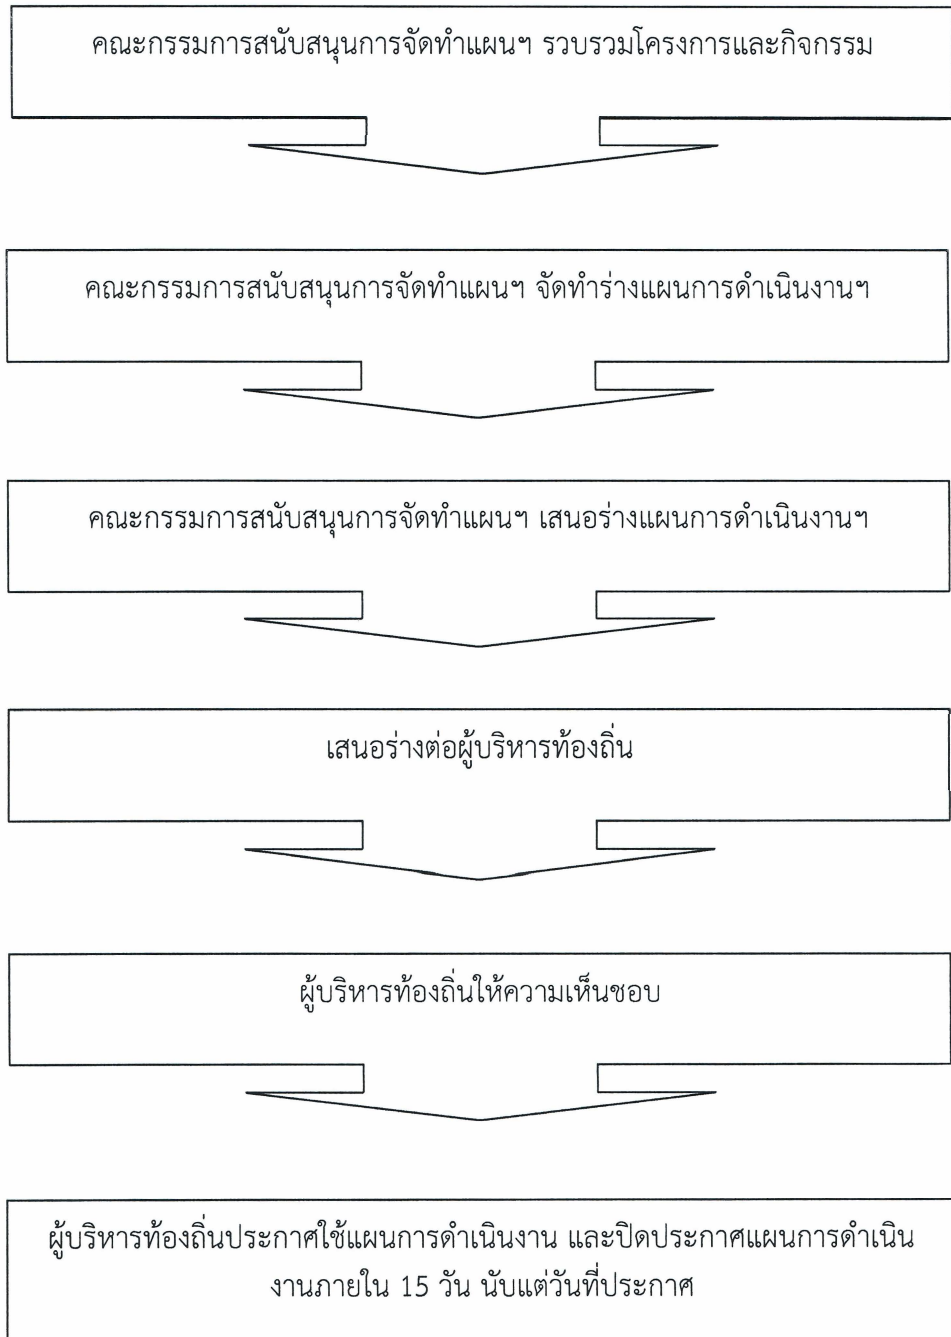 คณะกรรมการสนับสนุนการจัดทำแผนฯ รวบรวมโครงการและกิจกรรม
คณะกรรมการสนับสนุนการจัดทำแผนฯ จัดทำร่างแผนการดำเนินงานฯ
คณะกรรมการสนับสนุนการจัดทำแผนฯ เสนอร่างแผนการดำเนินงานฯ
เสนอร่างต่อผู้บริหารท้องถิ่น
ผู้บริหารท้องถิ่นให้ความเห็นชอบ
ผู้บริหารท้องถิ่นประกาศใช้แผนการดำเนินงาน และปิดประกาศแผนการดำเนิน
งานภายใน 15 วัน นับแต่วันที่ประกาศ